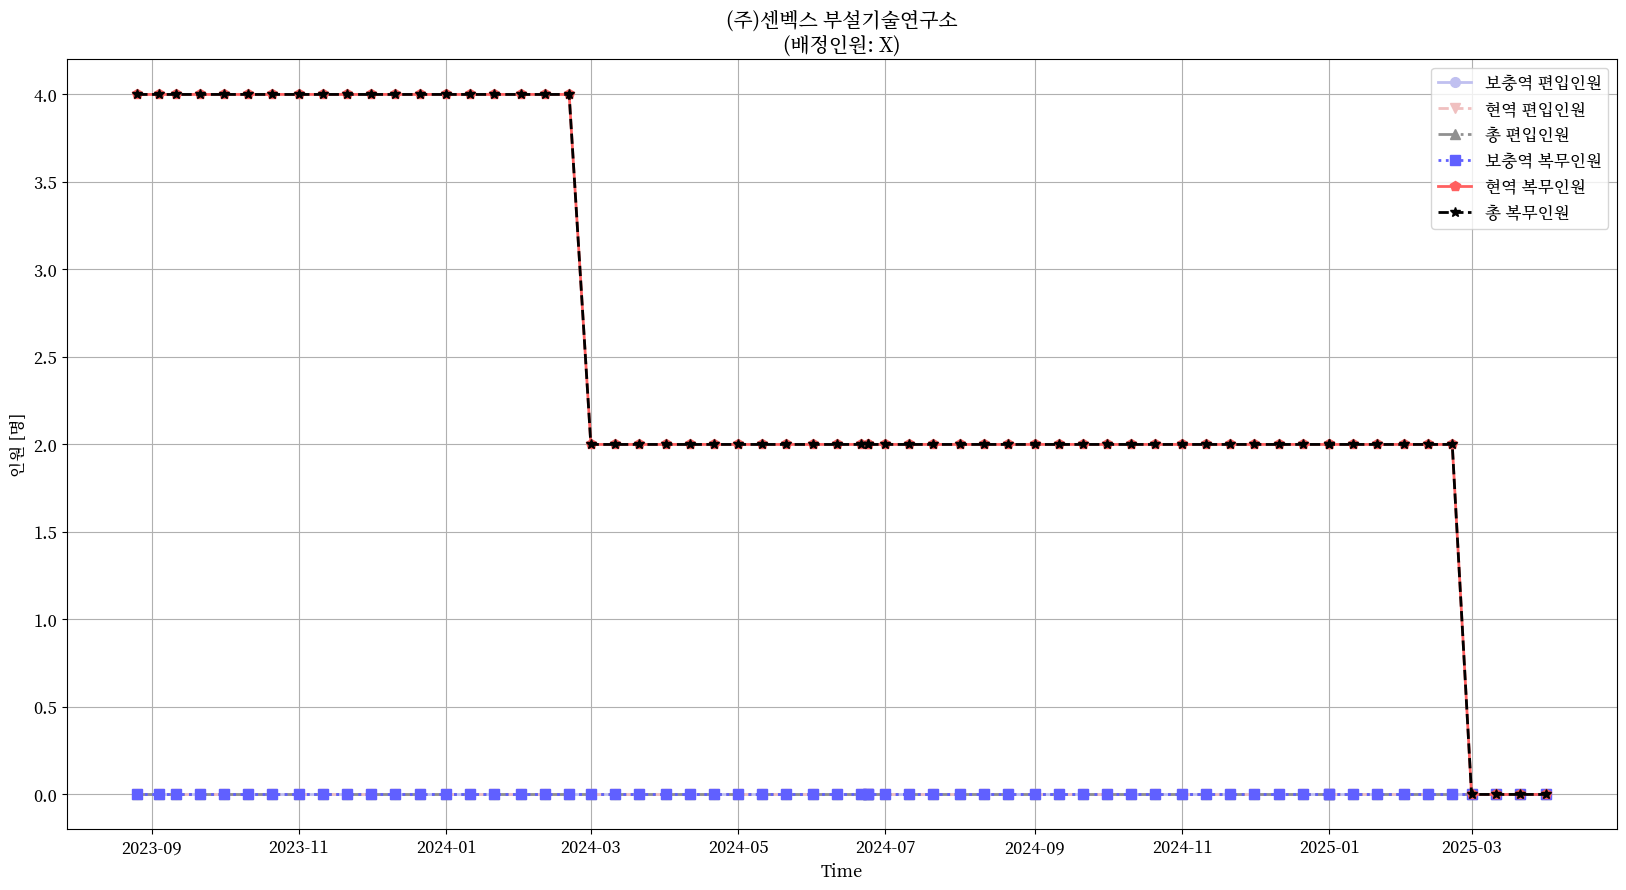 (주)센벡스 부설기술연구소
(배정인원: X)
보충역 편입인원
현역 편입인원
총 편입인원
보충역 복무인원
현역 복무인원
총 복무인원
인원 [명]
4.0
3.5
3.0
2.5
2.0
1.5
1.0
0.5
0.0
2023-09 2023-11 2024-01 2024-03 2024-05 2024-07 2024-09 2024-11 2025-01 2025-03
Time